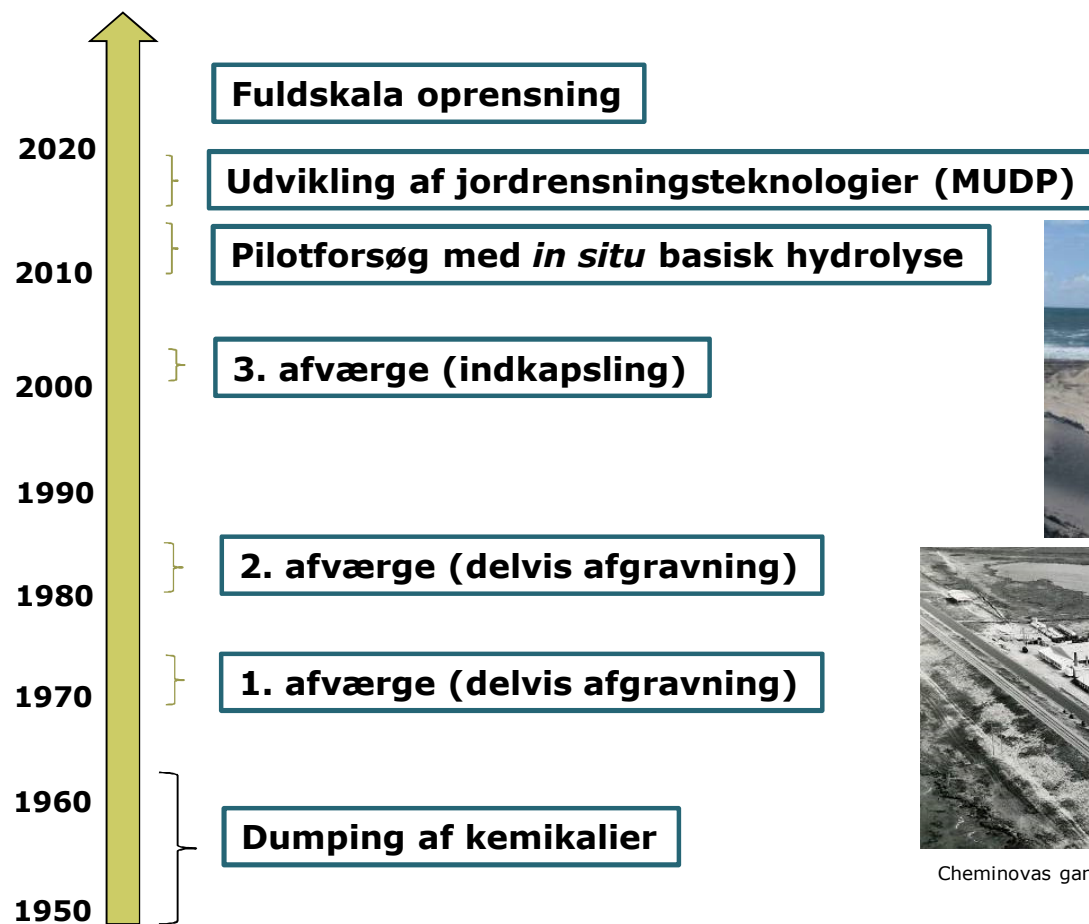 Fuldskala oprensning
2020
Udvikling af jordrensningsteknologier (MUDP)
Pilotforsøg med in situ basisk hydrolyse
2010
3. afværge (indkapsling)
2000
1990
2. afværge (delvis afgravning)
1980
1. afværge (delvis afgravning)
1970
1960
Dumping af kemikalier
Cheminovas
1950